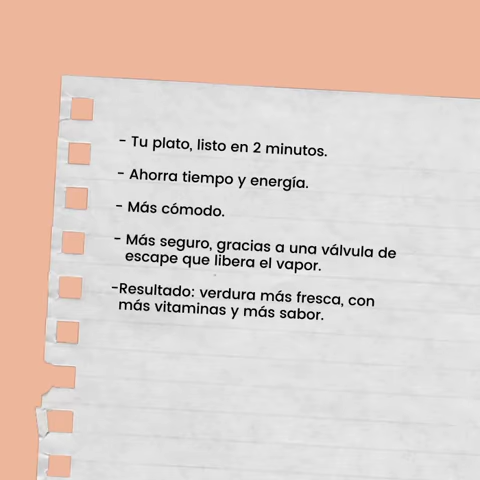 - Tu plato, listo en 2 minutos.
- Ahorra tiempo y energía.
- Más cómodo.
- Más seguro, gracias a una válvula de
escape que libera el vapor.
-Resultado: verdura más fresca, con
más vitaminas y más sabor.